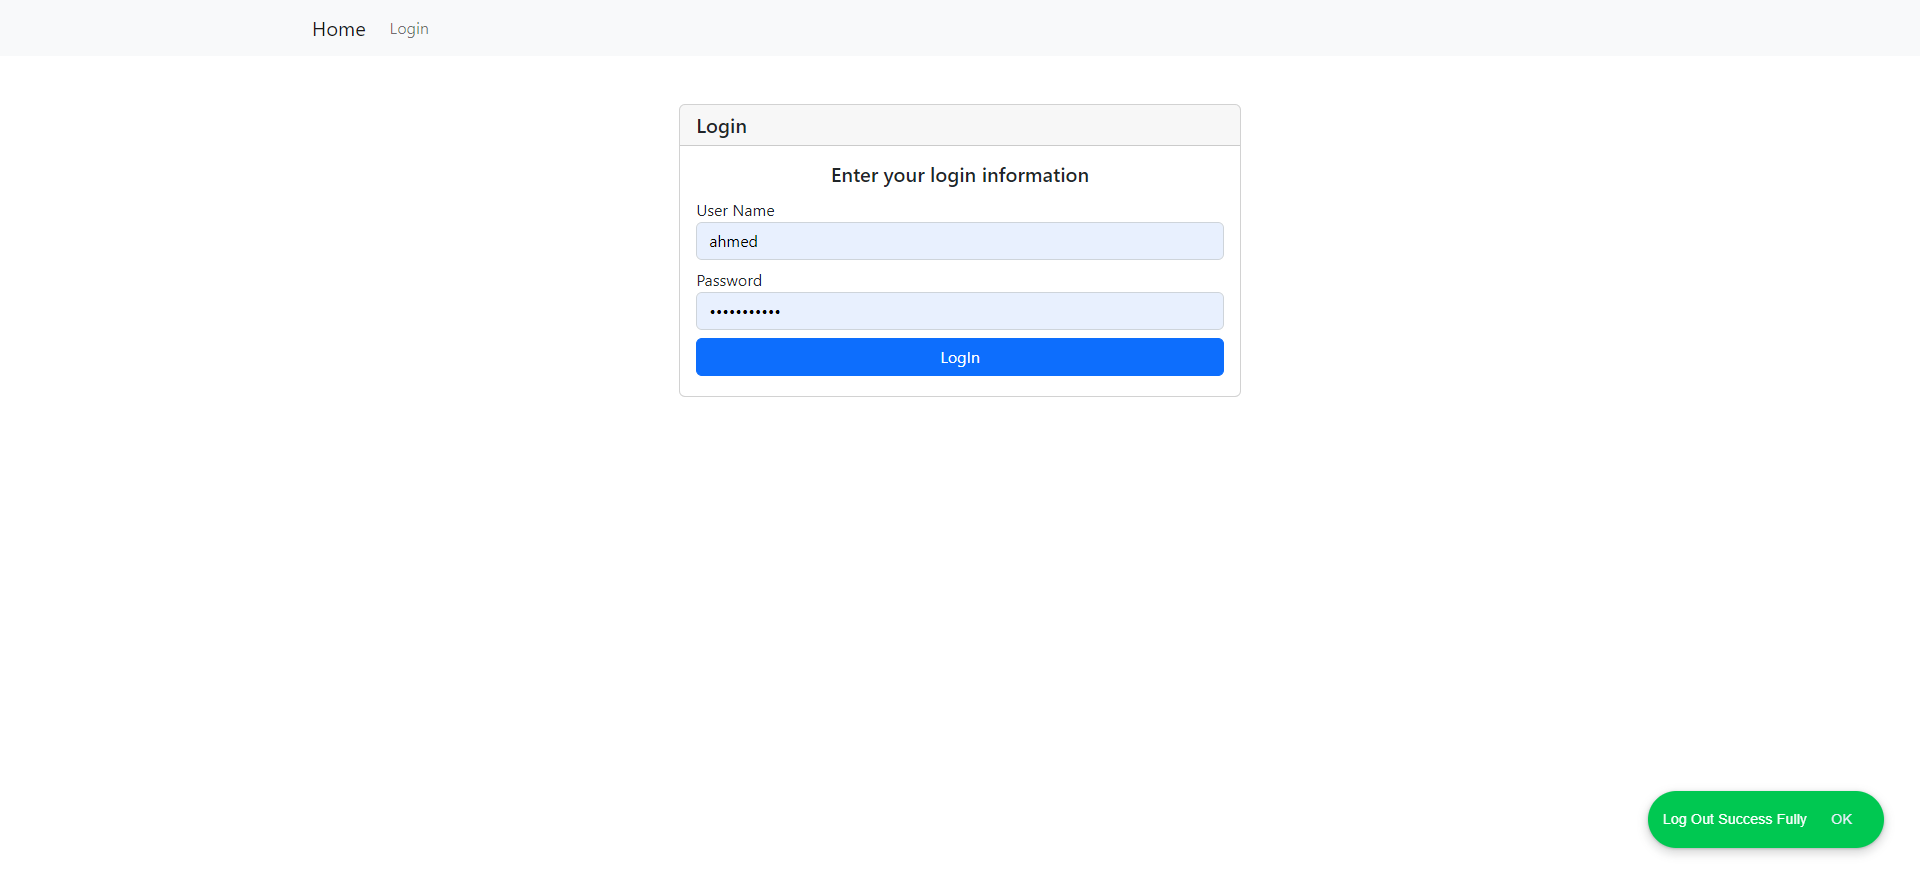 Home Login
Login
Enter your login information
User Name
ahmed
Password
•••••••••••
LogIn
Log Out Success Fully OK